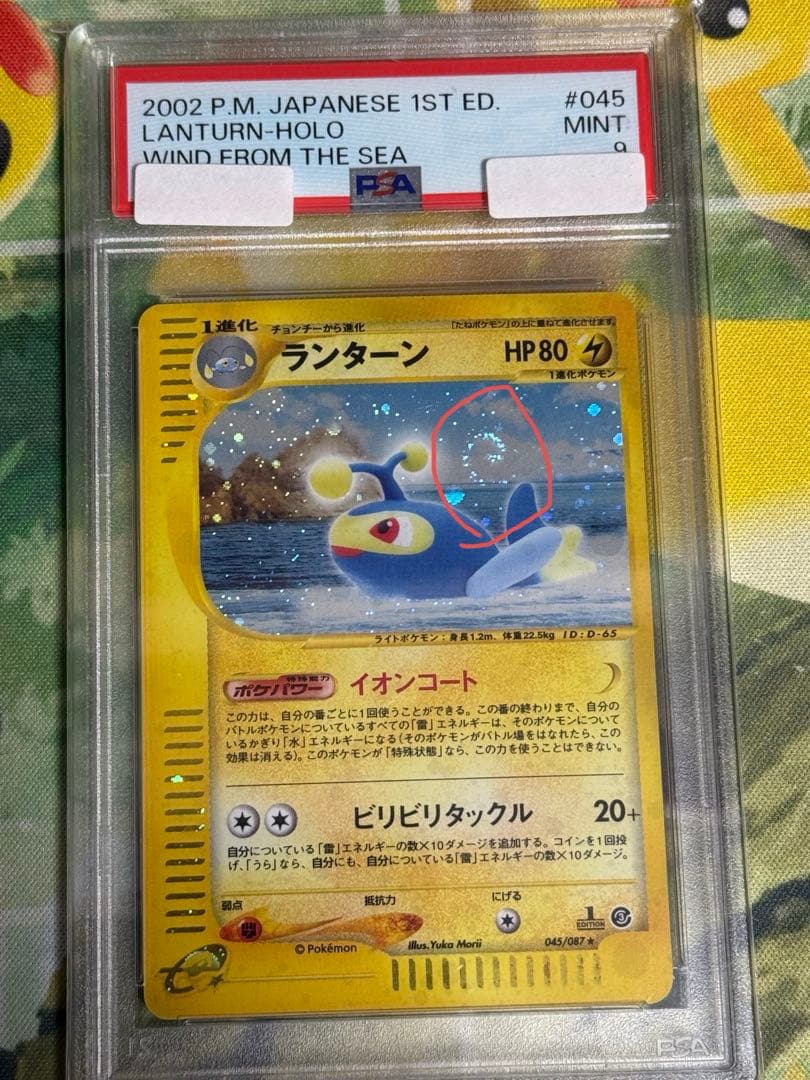 2002 P.M. JAPANESE 1ST ED. #045
LANTURN-HOLO MINT
WIND FROM THE SEA 9
PSA
1進化 チョンチーから進化 「たねポケモン」の上に重ねて進化させます。
ランターン HP80
1進化ポケモン
ライトポケモン：身長1.2m、体重22.5kg ID：D-65
特殊能力
ポケパワー イオンコート
この力は、自分の番ごとに1回使うことができる。この番の終わりまで、自分の
バトルポケモンについているすべての「雷」エネルギーは、そのポケモンについて
いるかぎり「水」エネルギーになる（そのポケモンがバトル場をはなれたら、この
効果は消える）。このポケモンが「特殊状態」なら、この力を使うことはできない。
ビリビリタックル 20+
自分についている「雷」エネルギーの数×10ダメージを追加する。コインを1回投
げ、「うら」なら、自分にも、自分についている「雷」エネルギーの数×10ダメージ。
弱点 抵抗力 にげる
1
EDITION
© Pokémon Illus.Yuka Morii 045/087★
e
PSA